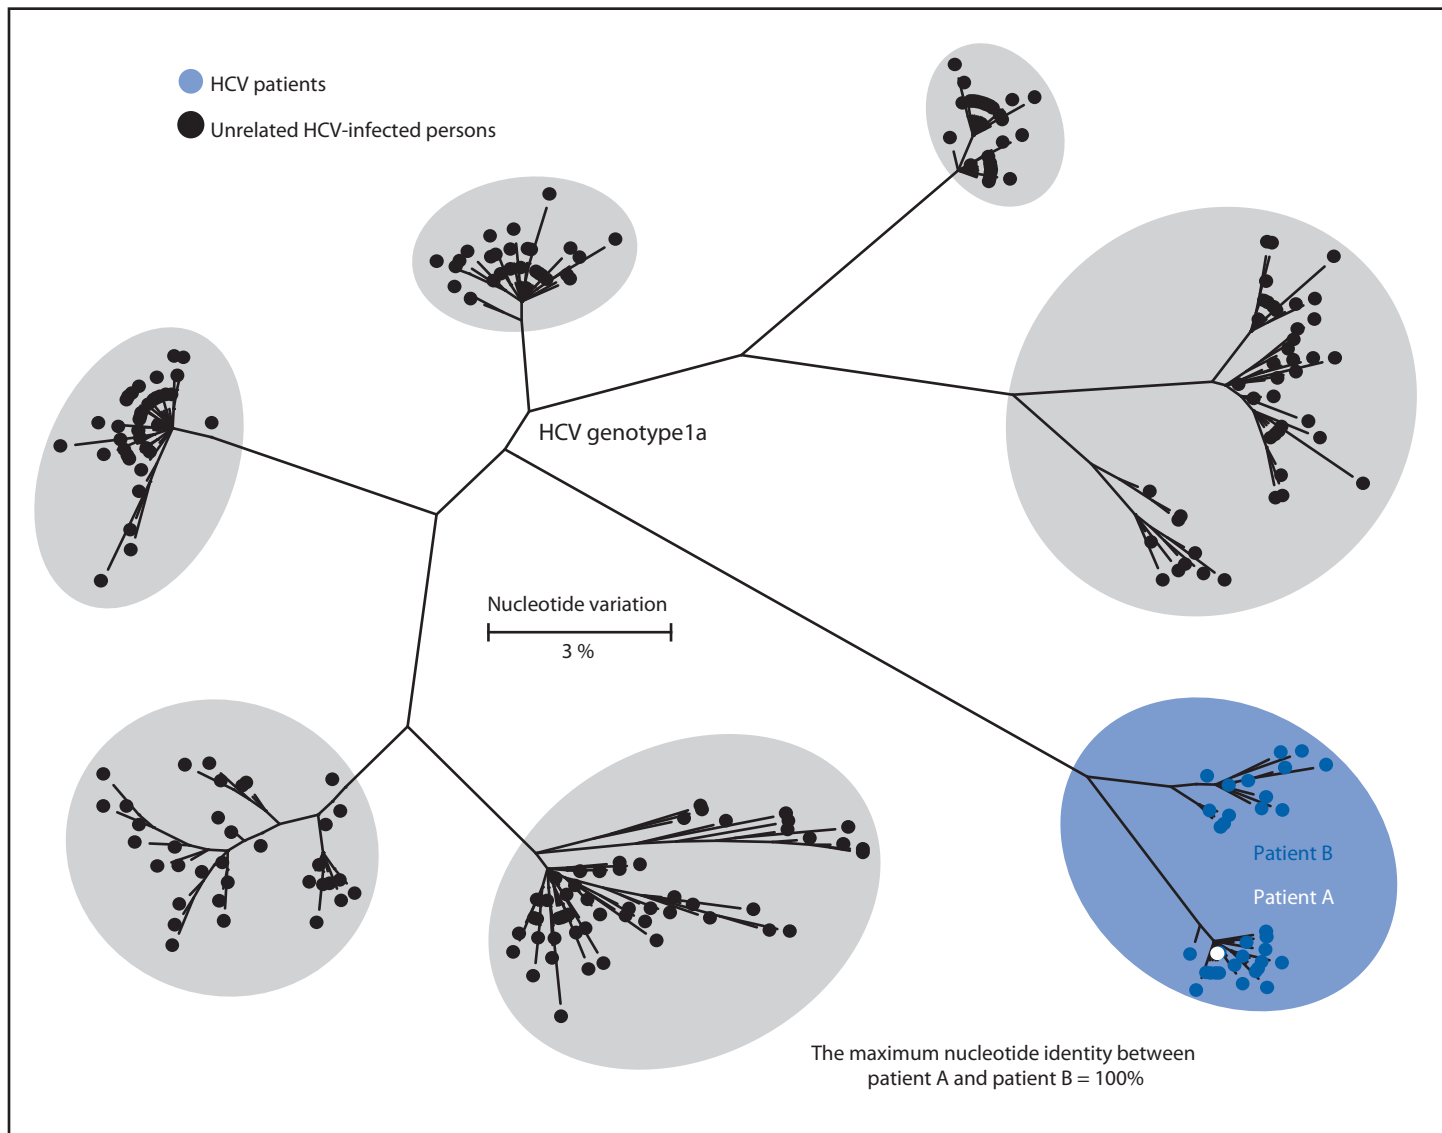 HCV patients
Unrelated HCV-infected persons
HCV genotype1a
Nucleotide variation
3 %
Patient B
Patient A
The maximum nucleotide identity between
patient A and patient B = 100%